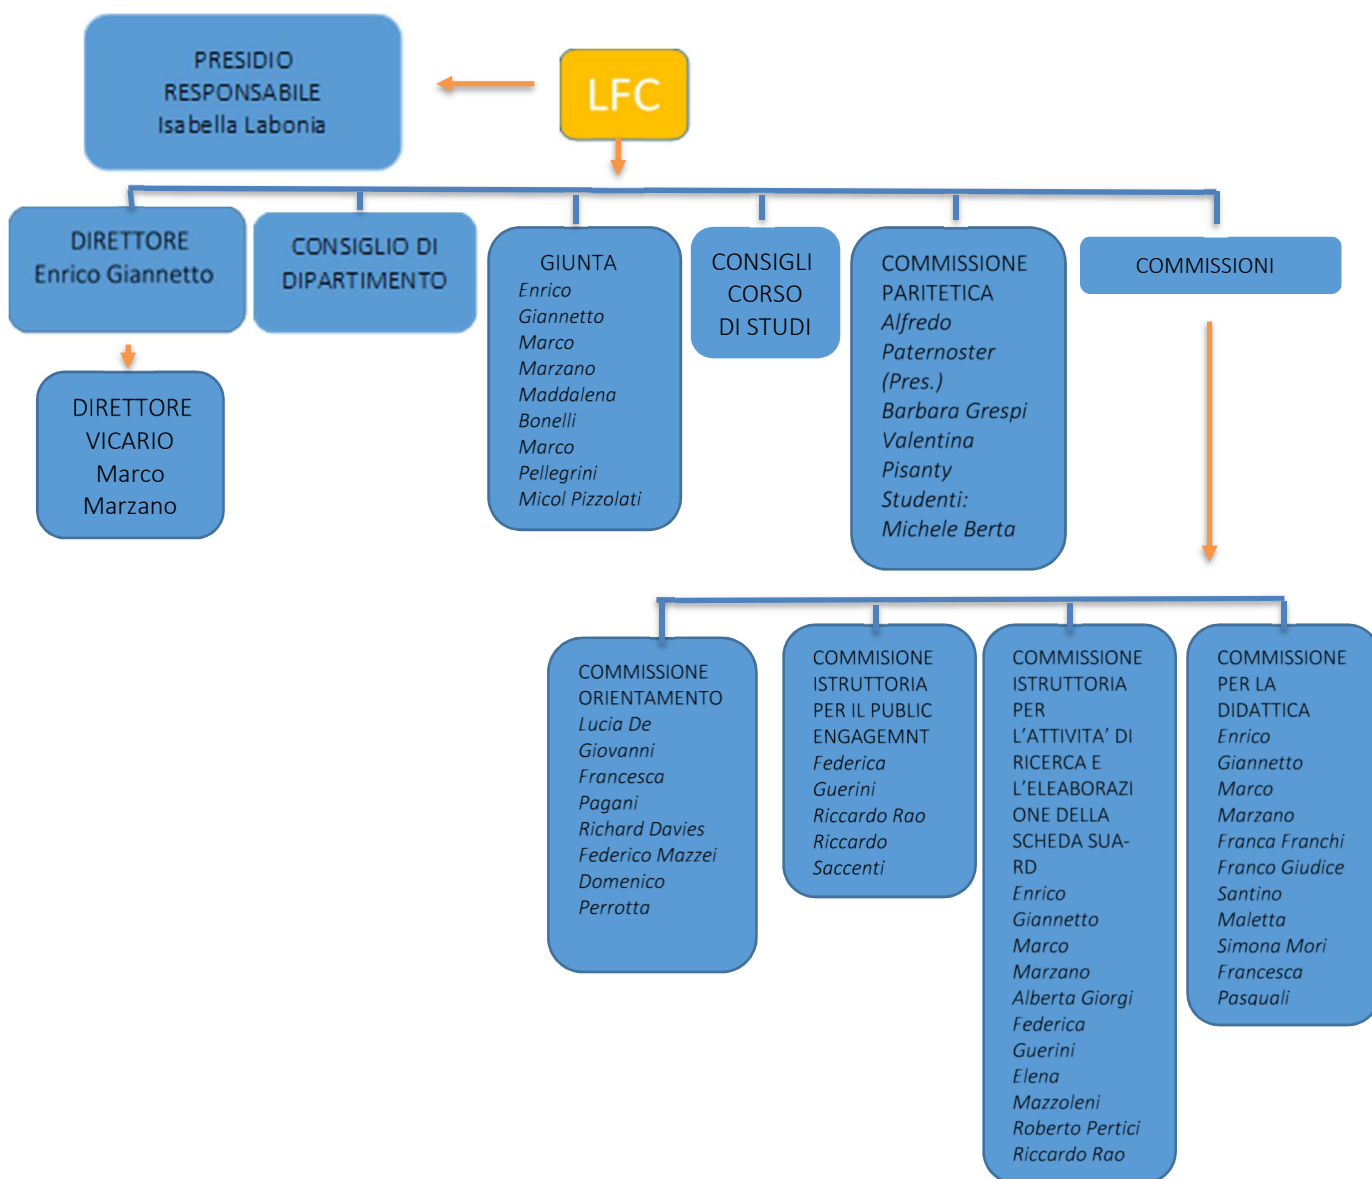 PRESIDIO
RESPONSABILE
Isabella Labonia
LFC
DIRETTORE
Enrico Giannetto
CONSIGLIO DI
DIPARTIMENTO
GIUNTA
Enrico
Giannetto
Marco
Marzano
Maddalena
Bonelli
Marco
Pellegrini
Micol Pizzolati
CONSIGLI
CORSO
DI STUDI
COMMISSIONE
PARITETICA
Alfredo
Paternoster
(Pres.)
Barbara Grespi
Valentina
Pisanty
Studenti:
Michele Berta
COMMISSIONI
DIRETTORE
VICARIO
Marco
Marzano
COMMISSIONE
ORIENTAMENTO
Lucia De
Giovanni
Francesca
Pagani
Richard Davies
Federico Mazzei
Domenico
Perrotta
COMMISIONE
ISTRUTTORIA
PER IL PUBLIC
ENGAGEMNT
Federica
Guerini
Riccardo Rao
Riccardo
Saccenti
COMMISSIONE
ISTRUTTORIA
PER
L'ATTIVITA' DI
RICERCA E
L'ELEABORAZI
ONE DELLA
SCHEDA SUA-
RD
Enrico
Giannetto
Marco
Marzano
Alberta Giorgi
Federica
Guerini
Elena
Mazzoleni
Roberto Pertici
Riccardo Rao
COMMISSIONE
PER LA
DIDATTICA
Enrico
Giannetto
Marco
Marzano
Franca Franchi
Franco Giudice
Santino
Maletta
Simona Mori
Francesca
Pasquali